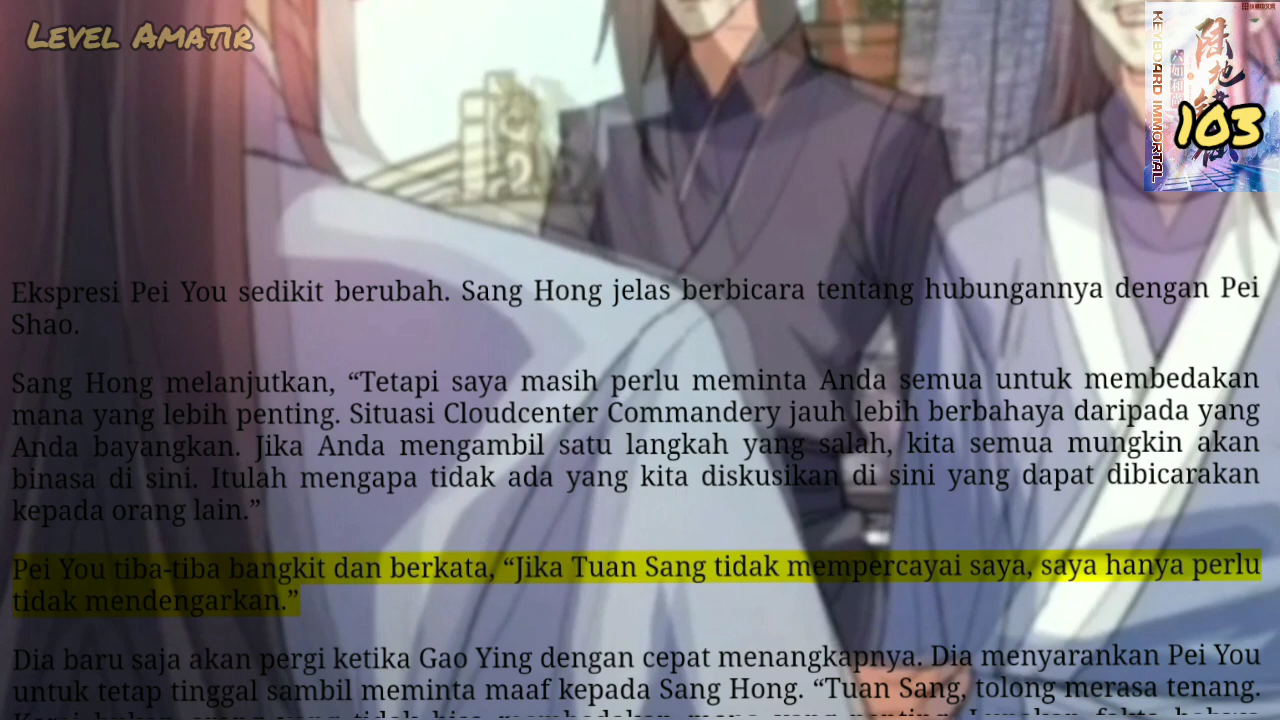 LEVEL AMATIR
KEYBOARD IMMORTAL
103
Ekspresi Pei You sedikit berubah. Sang Hong jelas berbicara tentang hubungannya dengan Pei
Shao.
Sang Hong melanjutkan, “Tetapi saya masih perlu meminta Anda semua untuk membedakan
mana yang lebih penting. Situasi Cloudcenter Commandery jauh lebih berbahaya daripada yang
Anda bayangkan. Jika Anda mengambil satu langkah yang salah, kita semua mungkin akan
binasa di sini. Itulah mengapa tidak ada yang kita diskusikan di sini yang dapat dibicarakan
kepada orang lain.”
Pei You tiba-tiba bangkit dan berkata, “Jika Tuan Sang tidak mempercayai saya, saya hanya perlu
tidak mendengarkan.”
Dia baru saja akan pergi ketika Gao Ying dengan cepat menangkapnya. Dia menyarankan Pei You
untuk tetap tinggal sambil meminta maaf kepada Sang Hong. “Tuan Sang, tolong merasa tenang.